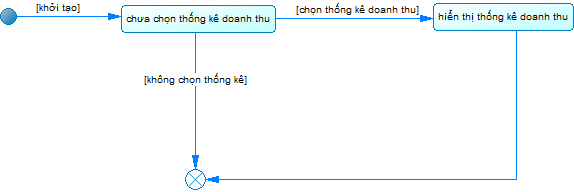 [khởi tạo]
chưa chọn thống kê doanh thu
[chọn thống kê doanh thu]
hiển thị thống kê doanh thu
[không chọn thống kê]